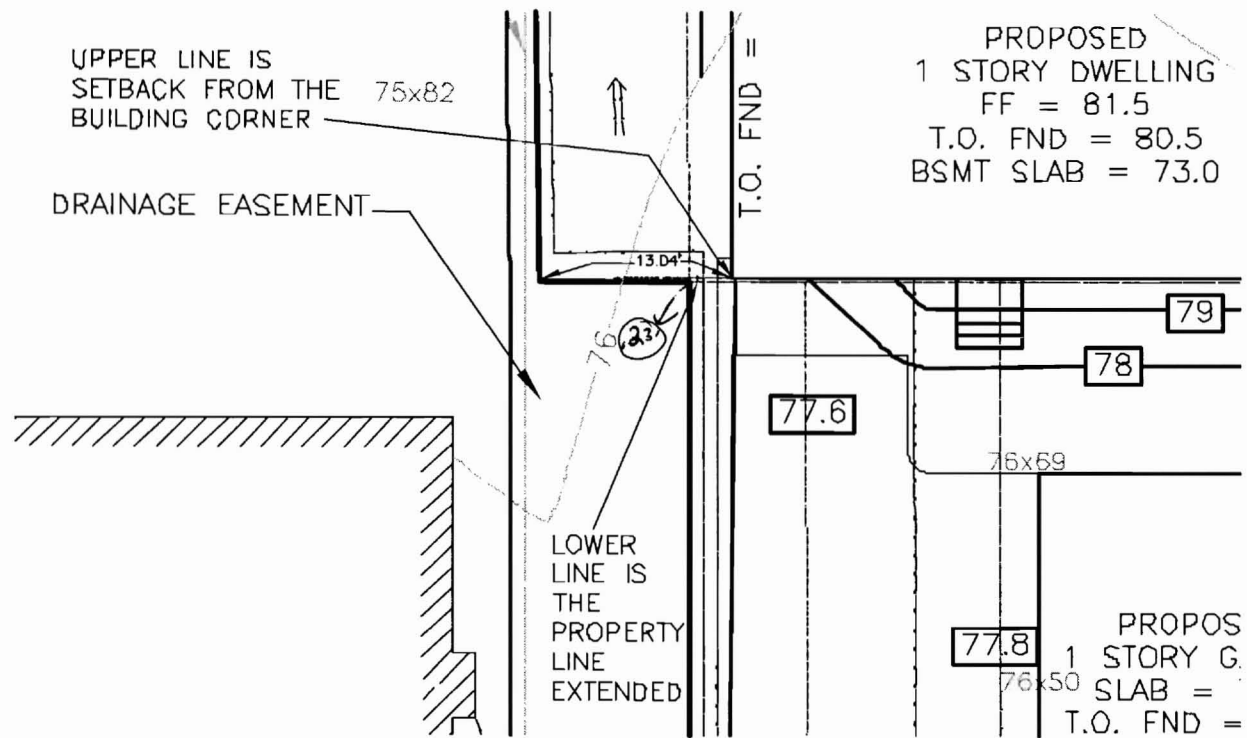 UPPER LINE IS
SETBACK FROM THE
BUILDING CORNER
75x82
DRAINAGE EASEMENT
T.O. FND =
PROPOSED
1 STORY DWELLING
FF = 81.5
T.O. FND = 80.5
BSMT SLAB = 73.0
13.04'
.23'
76
79
78
77.6
76x69
LOWER
LINE IS
THE
PROPERTY
LINE
EXTENDED
77.8
76x50
PROPOS
1 STORY G
SLAB =
T.O. FND =